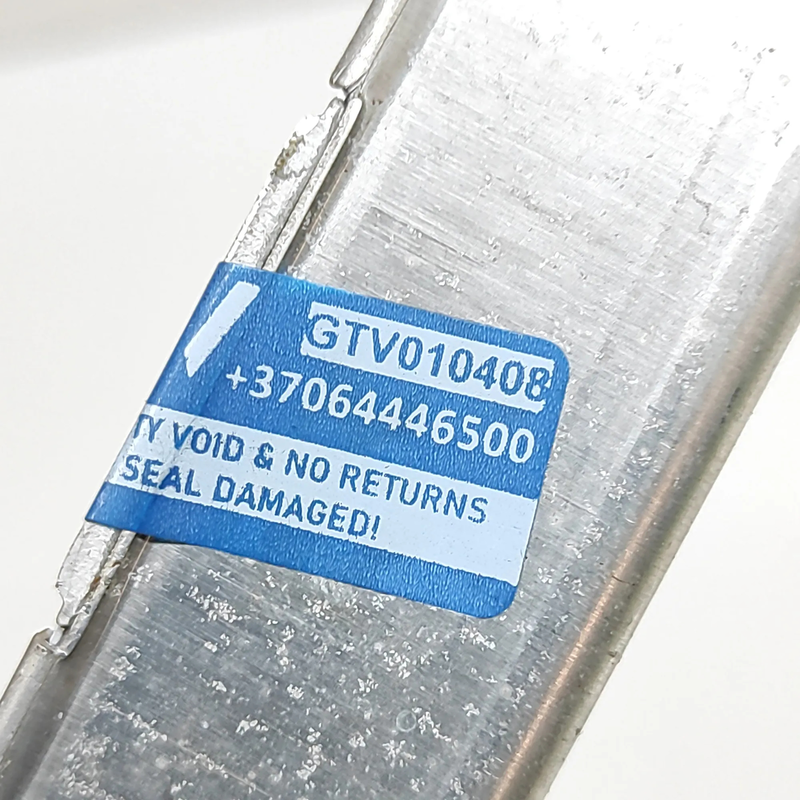 GTV010408
+37064446500
TY VOID & NO RETURNS
SEAL DAMAGED!